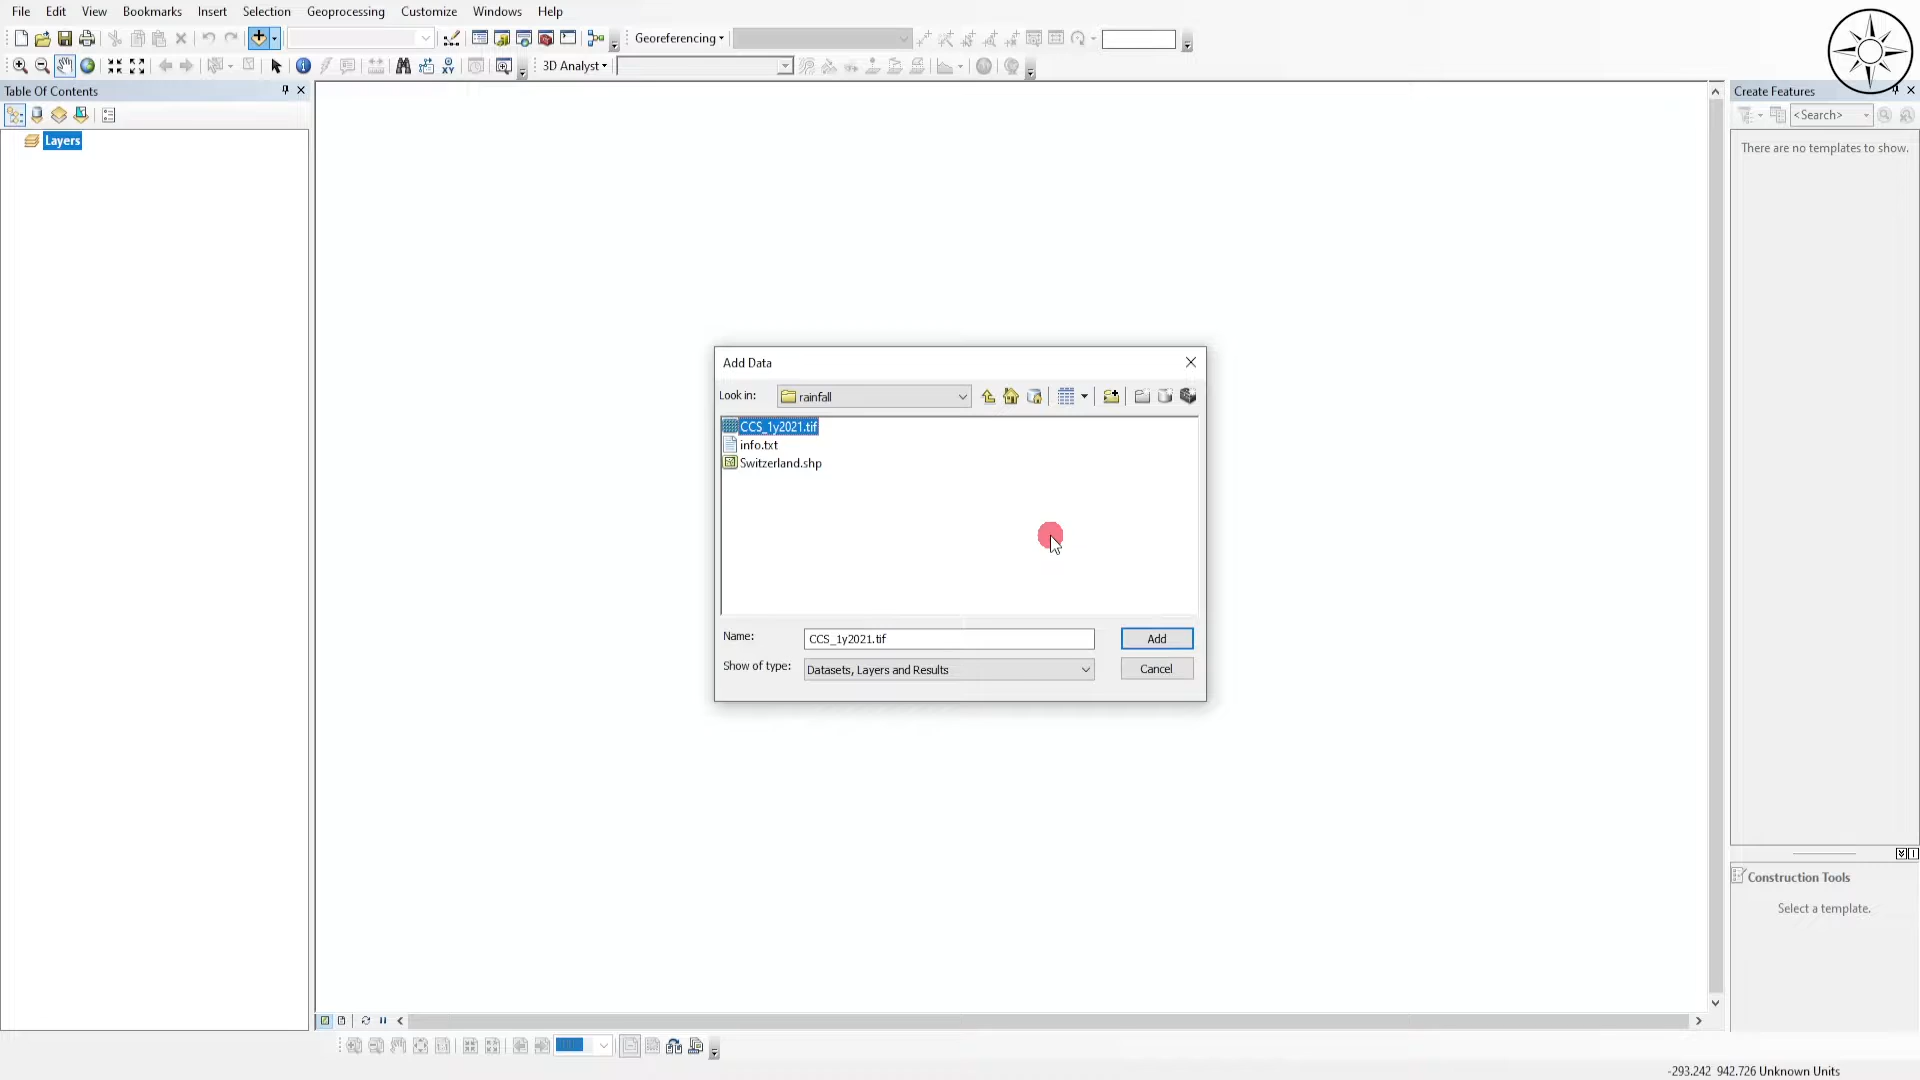 File Edit View Bookmarks Insert Selection Geoprocessing Customize Windows Help
Georeferencing
3D Analyst
Table Of Contents
Create Features
<Search>
Layers
There are no templates to show.
Add Data
Look in: rainfall
CCS_1y2021.tif
info.txt
Switzerland.shp
Name: CCS_1y2021.tif Add
Show of type: Datasets, Layers and Results Cancel
Construction Tools
Select a template.
-293.242 942.726 Unknown Units